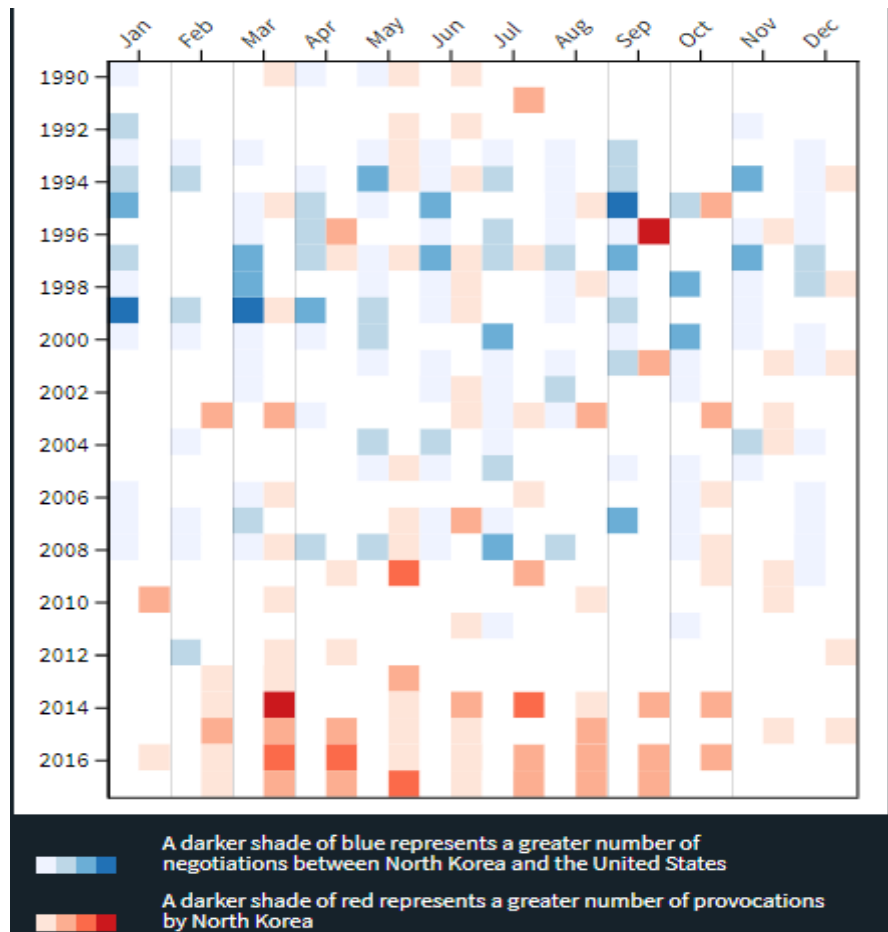 Jan Feb Mar Apr May Jun Jul Aug Sep Oct Nov Dec
1990
1992
1994
1996
1998
2000
2002
2004
2006
2008
2010
2012
2014
2016
A darker shade of blue represents a greater number of
negotiations between North Korea and the United States
A darker shade of red represents a greater number of provocations
by North Korea